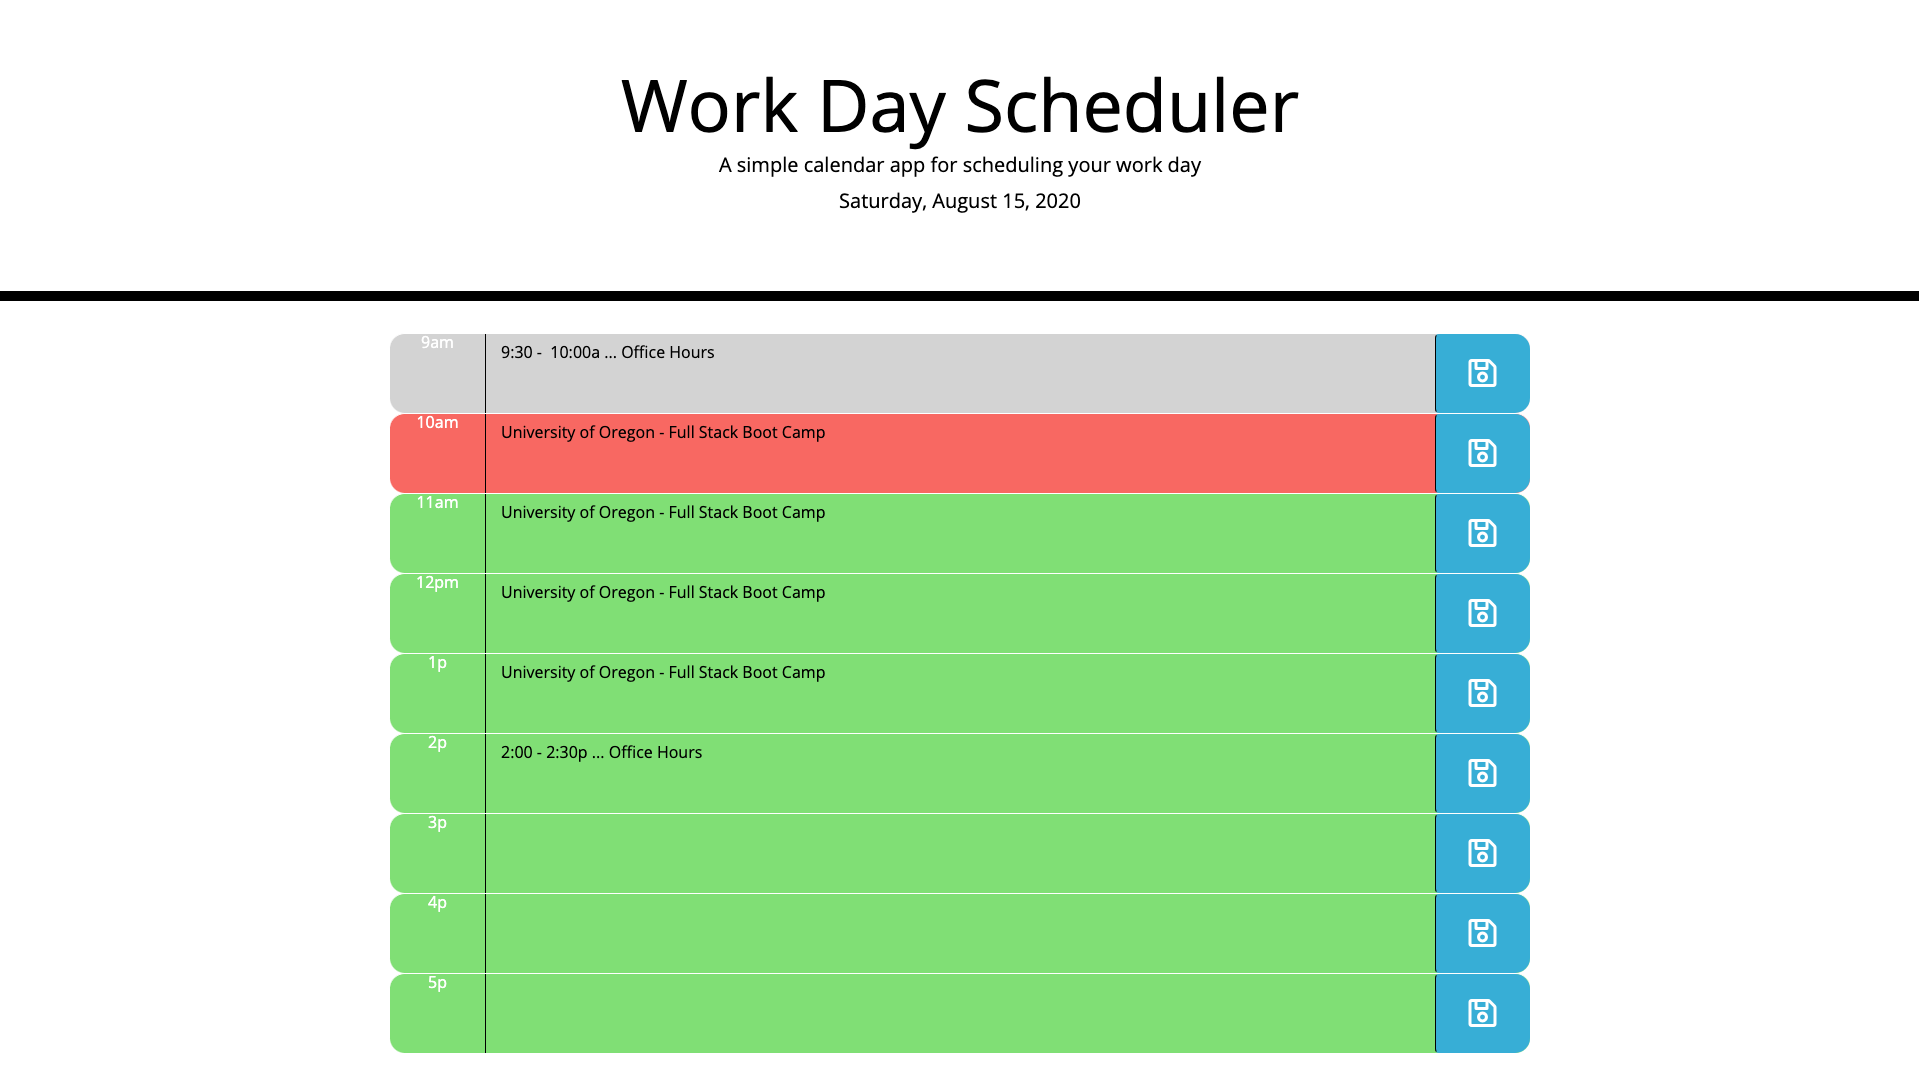 Work Day Scheduler
A simple calendar app for scheduling your work day
Saturday, August 15, 2020
9am
9:30 -  10:00a ... Office Hours
10am
University of Oregon - Full Stack Boot Camp
11am
University of Oregon - Full Stack Boot Camp
12pm
University of Oregon - Full Stack Boot Camp
1p
University of Oregon - Full Stack Boot Camp
2p
2:00 - 2:30p ... Office Hours
3p
4p
5p